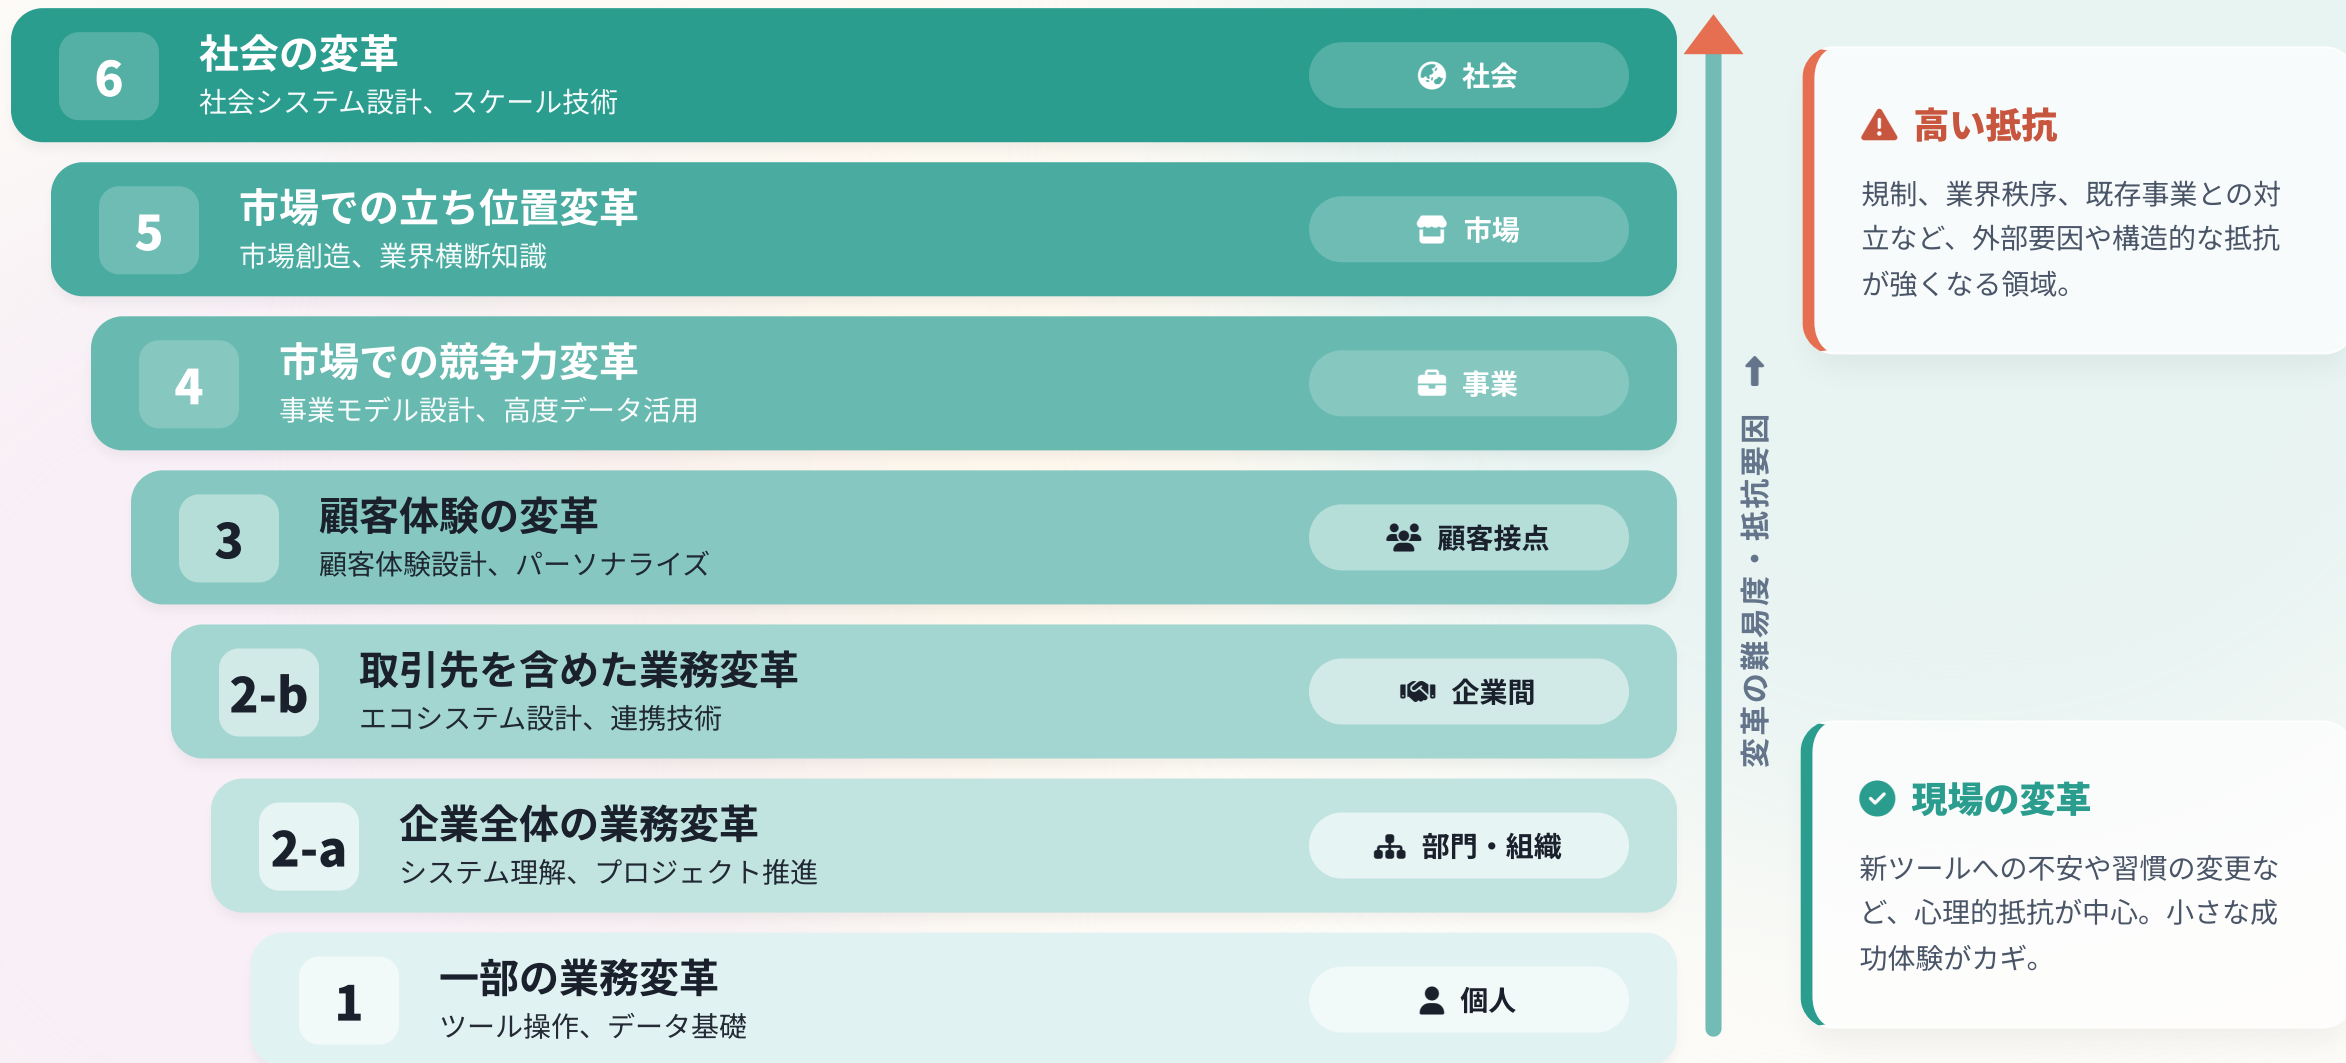 6
社会の変革
社会システム設計、スケール技術
社会
5
市場での立ち位置変革
市場創造、業界横断知識
市場
4
市場での競争力変革
事業モデル設計、高度データ活用
事業
3
顧客体験の変革
顧客体験設計、パーソナライズ
顧客接点
2-b
取引先を含めた業務変革
エコシステム設計、連携技術
企業間
2-a
企業全体の業務変革
システム理解、プロジェクト推進
部門・組織
1
一部の業務変革
ツール操作、データ基礎
個人
変革の難易度・抵抗要因 ➡
高い抵抗
規制、業界秩序、既存事業との対
立など、外部要因や構造的な抵抗
が強くなる領域。
現場の変革
新ツールへの不安や習慣の変更な
ど、心理的抵抗が中心。小さな成
功体験がカギ。